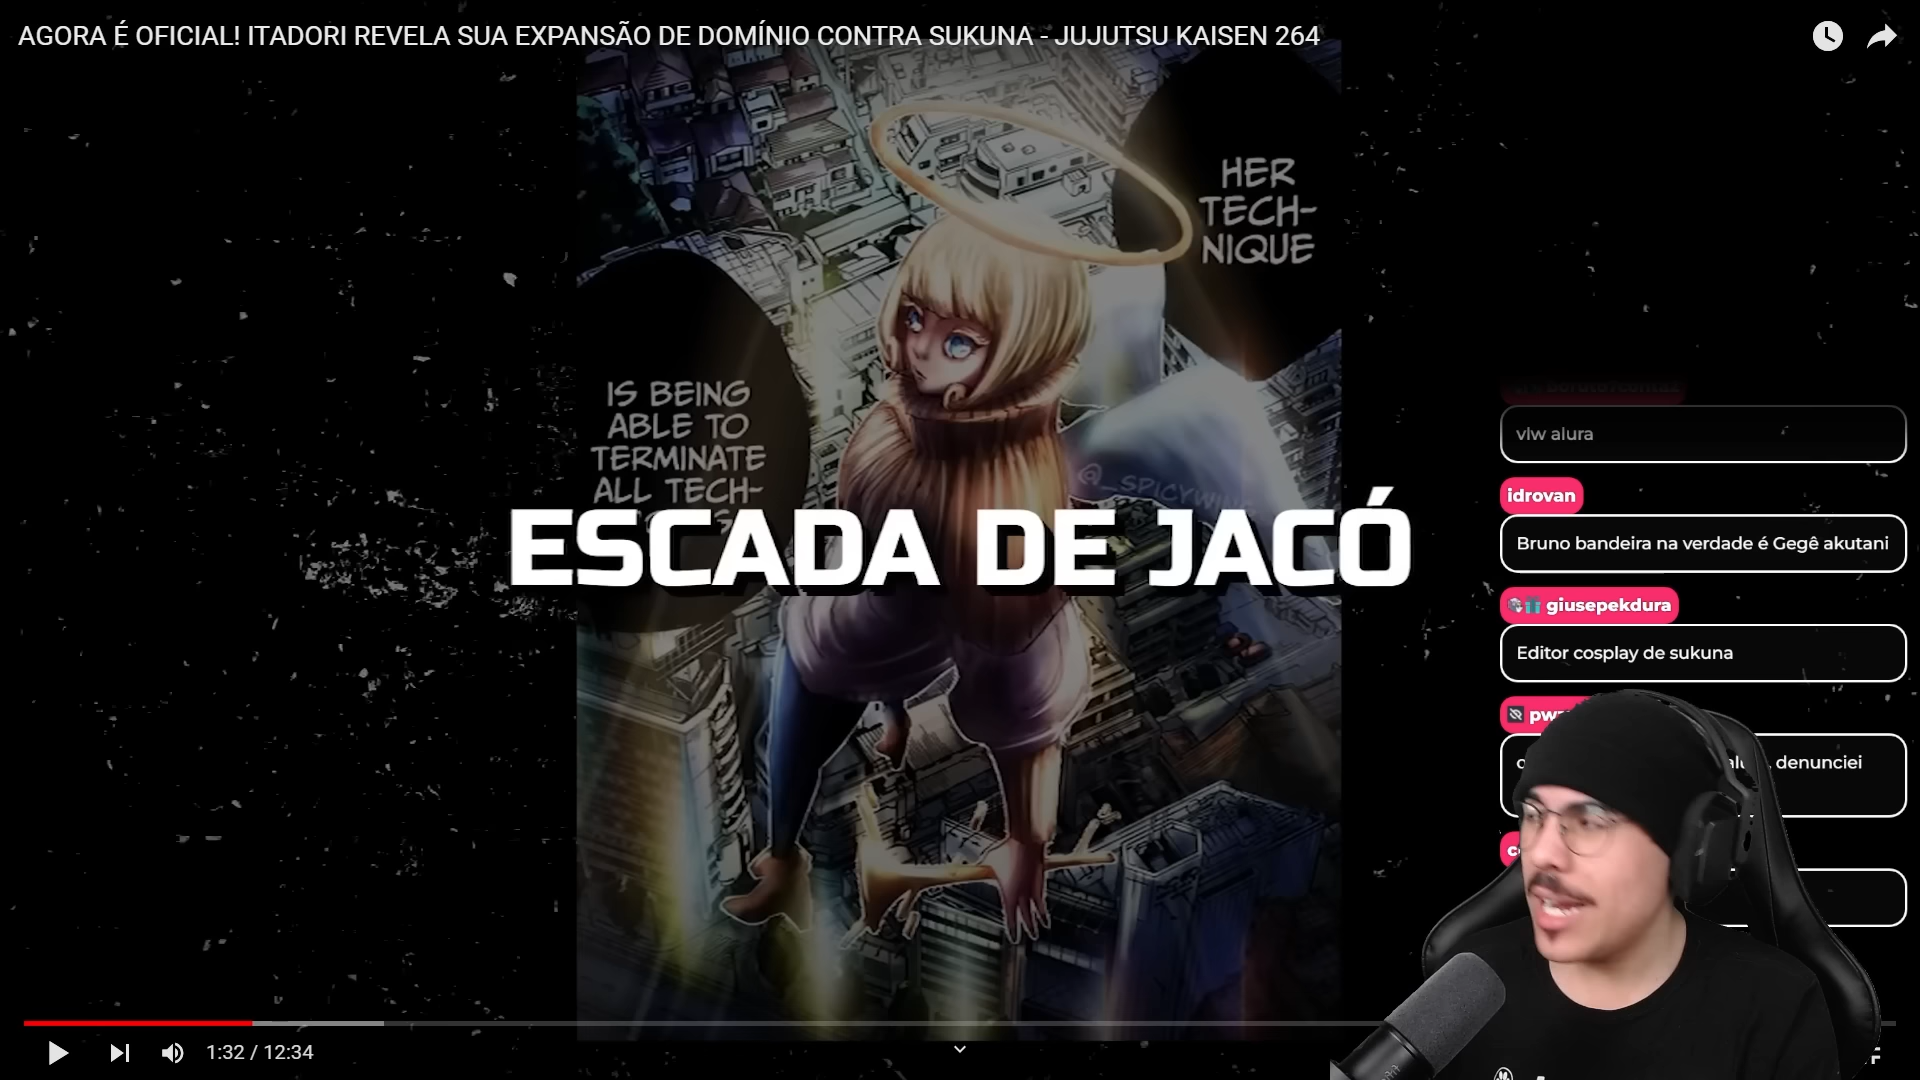 AGORA É OFICIAL! ITADORI REVELA SUA EXPANSÃO DE DOMÍNIO CONTRA SUKUNA - JUJUTSU KAISEN 264
HER
TECH-
NIQUE
IS BEING
ABLE TO
TERMINATE
ALL TECH-
@_SPICYWIN
ESCADA DE JACÓ
vlw alura
idrovan
Bruno bandeira na verdade é Gegê akutani
giusepekdura
Editor cosplay de sukuna
denunciei
1:32 / 12:34